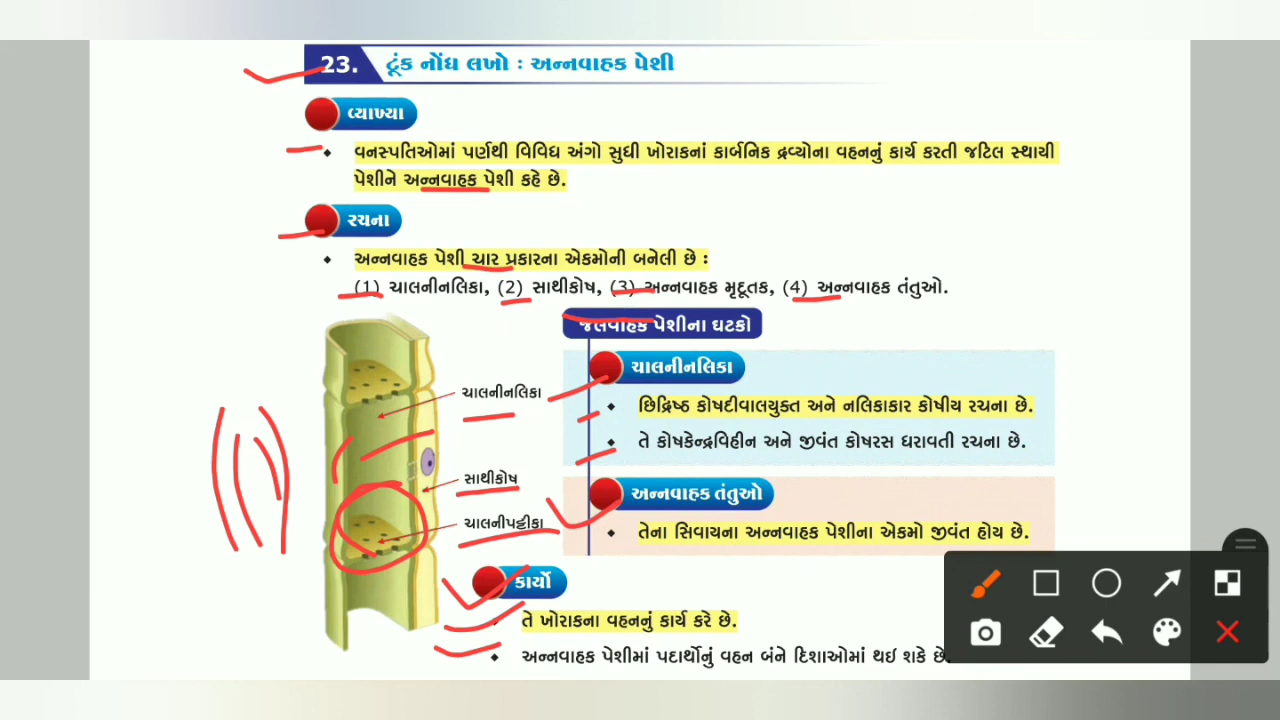 23. ટૂંક નોંધ લખો : અન્નવાહક પેશી
વ્યાખ્યા
વનસ્પતિઓમાં પર્ણથી વિવિધ અંગો સુધી ખોરાકનાં કાર્બનિક દ્રવ્યોના વહનનું કાર્ય કરતી જટિલ સ્થાયી
પેશીને અન્નવાહક પેશી કહે છે.
રચના
અન્નવાહક પેશી ચાર પ્રકારના એકમોની બનેલી છે :
(1) ચાલનીનલિકા, (2) સાથીકોષ, (3) અન્નવાહક મૃદૂતક, (4) અન્નવાહક તંતુઓ.
જલવાહક પેશીના ઘટકો
ચાલનીનલિકા
ચાલનીનલિકા
છિદ્રિષ્ઠ કોષદીવાલયુક્ત અને નલિકાકાર કોષીય રચના છે.
તે કોષકેન્દ્રવિહીન અને જીવંત કોષરસ ધરાવતી રચના છે.
સાથીકોષ
અન્નવાહક તંતુઓ
ચાલનીપટ્ટીકા
તેના સિવાયના અન્નવાહક પેશીના એકમો જીવંત હોય છે.
કાર્યો
તે ખોરાકના વહનનું કાર્ય કરે છે.
અન્નવાહક પેશીમાં પદાર્થોનું વહન બંને દિશાઓમાં થઈ શકે છે.